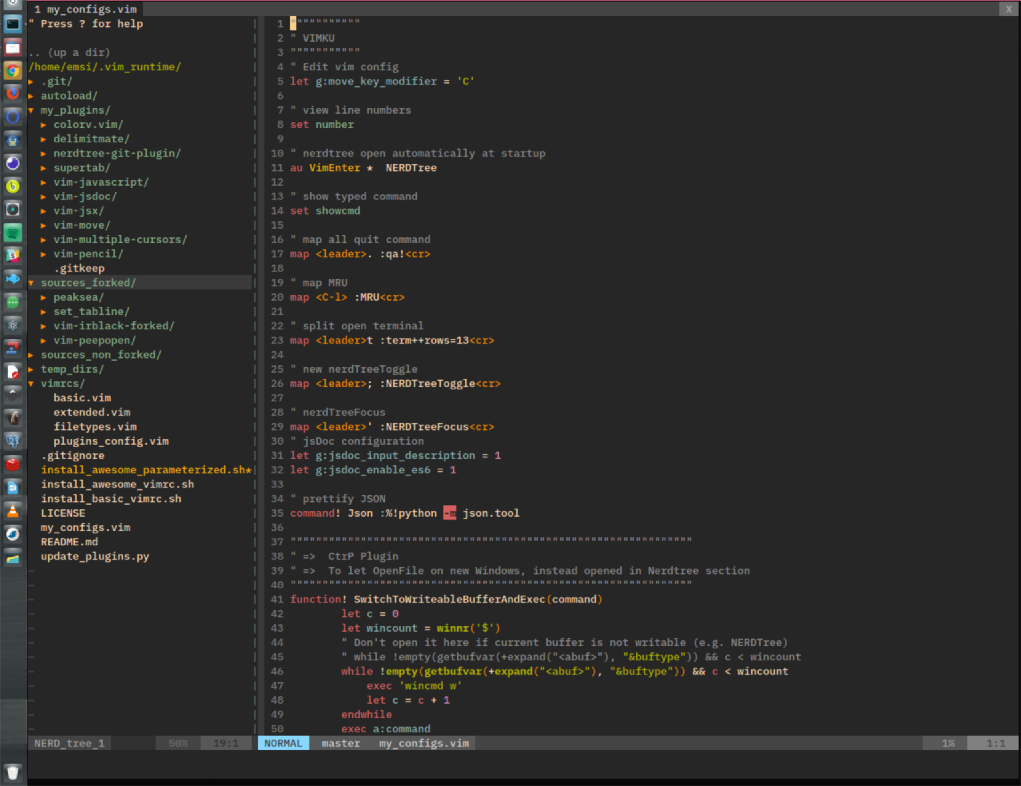 1 my_configs.vim X
" Press ? for help
.. (up a dir)
/home/emsi/.vim_runtime/
▸ .git/
▸ autoload/
▾ my_plugins/
▸ colorv.vim/
▸ delimitmate/
▸ nerdtree-git-plugin/
▸ supertab/
▸ vim-javascript/
▸ vim-jsdoc/
▸ vim-jsx/
▸ vim-move/
▸ vim-multiple-cursors/
▸ vim-pencil/
.gitkeep
▾ sources_forked/
▸ peaksea/
▸ set_tabline/
▸ vim-irblack-forked/
▸ vim-peepopen/
▸ sources_non_forked/
▸ temp_dirs/
▾ vimrcs/
basic.vim
extended.vim
filetypes.vim
plugins_config.vim
.gitignore
install_awesome_parameterized.sh*
install_awesome_vimrc.sh
install_basic_vimrc.sh
LICENSE
my_configs.vim
README.md
update_plugins.py
1 """""""""""
2 " VIMKU
3 """""""""""
4 " Edit vim config
5 let g:move_key_modifier = 'C'
6
7 " view line numbers
8 set number
9
10 " nerdtree open automatically at startup
11 au VimEnter *  NERDTree
12
13 " show typed command
14 set showcmd
15
16 " map all quit command
17 map <leader>. :qa!<cr>
18
19 " map MRU
20 map <C-l> :MRU<cr>
21
22 " split open terminal
23 map <leader>t :term++rows=13<cr>
24
25 " new nerdTreeToggle
26 map <leader>; :NERDTreeToggle<cr>
27
28 " nerdTreeFocus
29 map <leader>' :NERDTreeFocus<cr>
30 " jsDoc configuration
31 let g:jsdoc_input_description = 1
32 let g:jsdoc_enable_es6 = 1
33
34 " prettify JSON
35 command! Json :%!python -m json.tool
36
37 """""""""""""""""""""""""""""""""""""""""""""""""""""""""""""""
38 " =>  CtrP Plugin
39 " =>  To let OpenFile on new Windows, instead opened in Nerdtree section
40 """""""""""""""""""""""""""""""""""""""""""""""""""""""""""""""
41 function! SwitchToWriteableBufferAndExec(command)
42 let c = 0
43 let wincount = winnr('$')
44 " Don't open it here if current buffer is not writable (e.g. NERDTree)
45 " while !empty(getbufvar(+expand("<abuf>"), "&buftype")) && c < wincount
46 while !empty(getbufvar(+expand("<abuf>"), "&buftype")) && c < wincount
47 exec 'wincmd w'
48 let c = c + 1
49 endwhile
50 exec a:command
NERD_tree_1 50% 19:1 NORMAL master my_configs.vim 1% 1:1